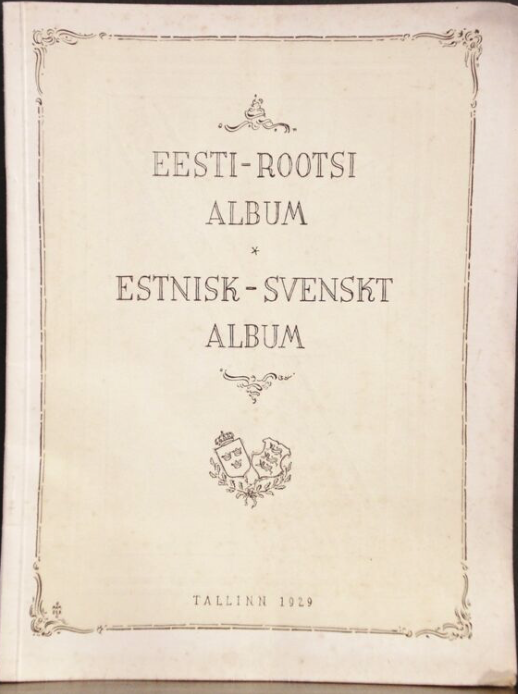 EESTI-ROOTSI
ALBUM
*
ESTNISK-SVENSKT
ALBUM
TALLINN 1929